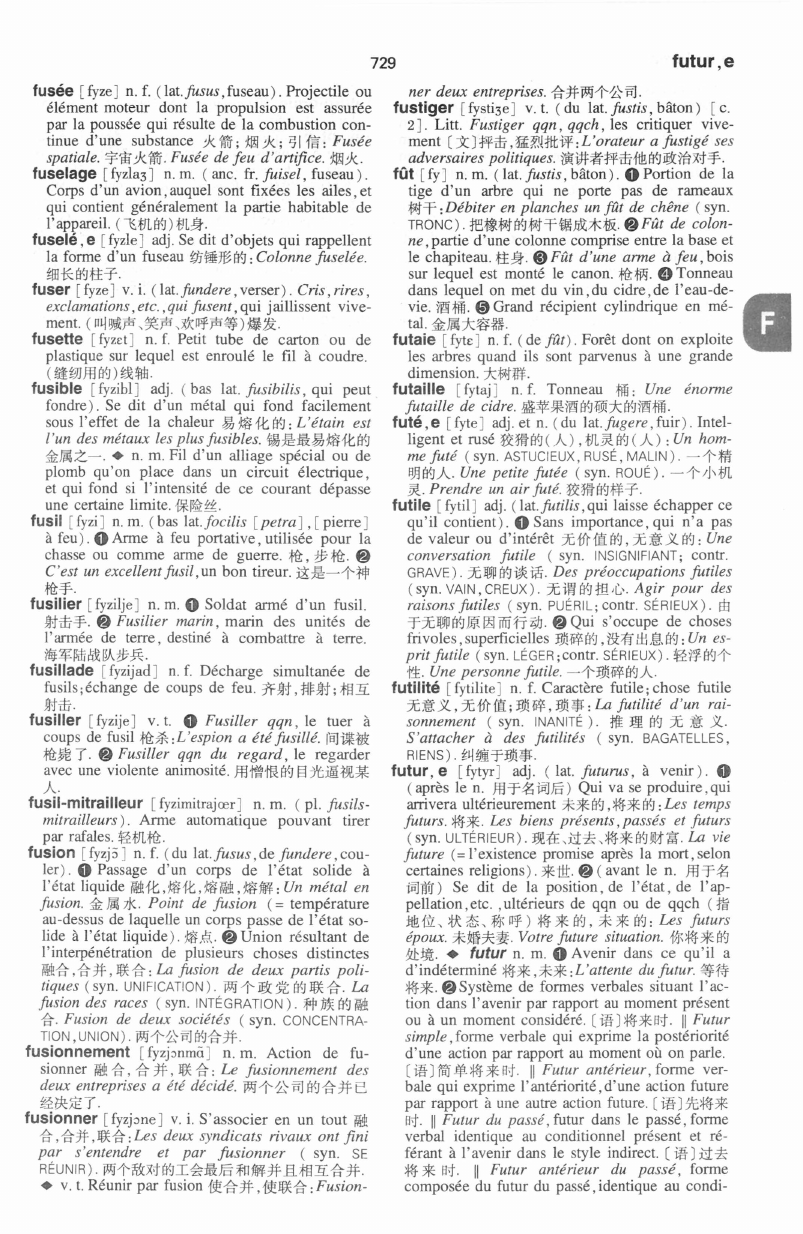 729
futur,e
fusée [fyze] n. f. (lat.fusus,fuseau). Projectile ou
élément moteur dont la propulsion est assurée
par la poussée qui résulte de la combustion con-
tinue d'une substance 火箭; 烟火; 引信: Fusée
spatiale. 宇宙火箭. Fusée de feu d'artifice. 烟火.
fuselage [fyzlaʒ] n. m. (anc. fr. fuisel, fuseau).
Corps d'un avion,auquel sont fixées les ailes,et
qui contient généralement la partie habitable de
l'appareil. (飞机的)机身.
fuselé,e [fyzle] adj. Se dit d'objets qui rappellent
la forme d'un fuseau 纺锤形的:Colonne fuselée.
细长的柱子.
fuser [fyze] v. i. (lat.fundere,verser). Cris,rires,
exclamations,etc.,qui fusent,qui jaillissent vive-
ment. (叫喊声、笑声、欢呼声等)爆发.
fusette [fyzɛt] n. f. Petit tube de carton ou de
plastique sur lequel est enroulé le fil à coudre.
(缝纫用的)线轴.
fusible [fyzibl] adj. (bas lat. fusibilis, qui peut
fondre). Se dit d'un métal qui fond facilement
sous l'effet de la chaleur 易熔化的:L'étain est
l'un des métaux les plus fusibles. 锡是最易熔化的
金属之一. ◆ n. m. Fil d'un alliage spécial ou de
plomb qu'on place dans un circuit électrique,
et qui fond si l'intensité de ce courant dépasse
une certaine limite. 保险丝.
fusil [fyzi] n. m. (bas lat.focilis [petra],[pierre]
à feu). ❶Arme à feu portative,utilisée pour la
chasse ou comme arme de guerre. 枪,步枪. ❷
C'est un excellent fusil,un bon tireur. 这是一个神
枪手.
fusilier [fyzilje] n. m. ❶ Soldat armé d'un fusil.
射击手. ❷ Fusilier marin, marin des unités de
l'armée de terre, destiné à combattre à terre.
海军陆战队步兵.
fusillade [fyzijad] n. f. Décharge simultanée de
fusils;échange de coups de feu. 齐射,排射;相互
射击.
fusiller [fyzije] v. t. ❶ Fusiller qqn, le tuer à
coups de fusil 枪杀:L'espion a été fusillé. 间谍被
枪毙了. ❷ Fusiller qqn du regard, le regarder
avec une violente animosité. 用憎恨的目光逼视某
人.
fusil-mitrailleur [fyzimitrajœr] n. m. (pl. fusils-
mitrailleurs). Arme automatique pouvant tirer
par rafales. 轻机枪.
fusion [fyzjɔ̃] n. f. (du lat.fusus,de fundere,cou-
ler). ❶ Passage d'un corps de l'état solide à
l'état liquide 融化,熔化,熔融,熔解:Un métal en
fusion. 金属水. Point de fusion (= température
au-dessus de laquelle un corps passe de l'état so-
lide à l'état liquide). 熔点. ❷Union résultant de
l'interpénétration de plusieurs choses distinctes
融合,合并,联合: La fusion de deux partis poli-
tiques (syn. UNIFICATION). 两个政党的联合. La
fusion des races (syn. INTÉGRATION). 种族的融
合. Fusion de deux sociétés (syn. CONCENTRA-
TION,UNION). 两个公司的合并.
fusionnement [fyzjɔnmɑ̃] n. m. Action de fu-
sionner 融合,合并,联合: Le fusionnement des
deux entreprises a été décidé. 两个公司的合并已
经决定了.
fusionner [fyzjɔne] v. i. S'associer en un tout 融
合,合并,联合:Les deux syndicats rivaux ont fini
par s'entendre et par fusionner (syn. SE
RÉUNIR). 两个敌对的工会最后和解并且相互合并.
◆ v. t. Réunir par fusion 使合并,使联合:Fusion-
ner deux entreprises. 合并两个公司.
fustiger [fystiʒe] v. t. (du lat. fustis, bâton) [c.
2]. Litt. Fustiger qqn, qqch, les critiquer vive-
ment [文]抨击,猛烈批评:L'orateur a fustigé ses
adversaires politiques. 演讲者抨击他的政治对手.
fût [fy] n. m. (lat.fustis,bâton). ❶Portion de la
tige d'un arbre qui ne porte pas de rameaux
树干:Débiter en planches un fût de chêne (syn.
TRONC). 把橡树的树干锯成木板. ❷Fût de colon-
ne,partie d'une colonne comprise entre la base et
le chapiteau. 柱身. ❸Fût d'une arme à feu,bois
sur lequel est monté le canon. 枪柄. ❹ Tonneau
dans lequel on met du vin,du cidre,de l'eau-de-
vie. 酒桶. ❺Grand récipient cylindrique en mé-
tal. 金属大容器.
futaie [fytɛ] n. f. (de fût). Forêt dont on exploite
les arbres quand ils sont parvenus à une grande
dimension. 大树群.
futaille [fytaj] n. f. Tonneau 桶: Une énorme
futaille de cidre. 盛苹果酒的硕大的酒桶.
futé,e [fyte] adj. et n. (du lat.fugere,fuir). Intel-
ligent et rusé 狡猾的(人),机灵的(人):Un hom-
me futé (syn. ASTUCIEUX, RUSÉ, MALIN). 一个精
明的人. Une petite futée (syn. ROUÉ). 一个小机
灵. Prendre un air futé. 狡猾的样子.
futile [fytil] adj. (lat.futilis,qui laisse échapper ce
qu'il contient). ❶ Sans importance, qui n'a pas
de valeur ou d'intérêt 无价值的,无意义的: Une
conversation futile ( syn. INSIGNIFIANT; contr.
GRAVE). 无聊的谈话. Des préoccupations futiles
(syn. VAIN, CREUX). 无谓的担心. Agir pour des
raisons futiles (syn. PUÉRIL; contr. SÉRIEUX). 由
于无聊的原因而行动. ❷ Qui s'occupe de choses
frivoles,superficielles 琐碎的,没有出息的:Un es-
prit futile (syn. LÉGER;contr. SÉRIEUX). 轻浮的个
性. Une personne futile. 一个琐碎的人.
futilité [fytilite] n. f. Caractère futile;chose futile
无意义,无价值;琐碎,琐事:La futilité d'un rai-
sonnement ( syn. INANITÉ). 推理的无意义.
S'attacher à des futilités ( syn. BAGATELLES,
RIENS). 纠缠于琐事.
futur,e [fytyr] adj. ( lat. futurus, à venir). ❶
(après le n. 用于名词后) Qui va se produire,qui
arrivera ultérieurement 未来的,将来的:Les temps
futurs. 将来. Les biens présents,passés et futurs
(syn. ULTÉRIEUR). 现在、过去、将来的财富. La vie
future (=l'existence promise après la mort,selon
certaines religions). 来世. ❷(avant le n. 用于名
词前) Se dit de la position, de l'état, de l'ap-
pellation,etc. ,ultérieurs de qqn ou de qqch (指
地位、状态、称呼)将来的,未来的: Les futurs
époux. 未婚夫妻. Votre future situation. 你将来的
处境. ◆ futur n. m. ❶ Avenir dans ce qu'il a
d'indéterminé 将来,未来:L'attente du futur. 等待
将来. ❷Système de formes verbales situant l'ac-
tion dans l'avenir par rapport au moment présent
ou à un moment considéré. [语]将来时. ‖ Futur
simple,forme verbale qui exprime la postériorité
d'une action par rapport au moment où on parle.
[语]简单将来时. ‖ Futur antérieur,forme ver-
bale qui exprime l'antériorité,d'une action future
par rapport à une autre action future. [语]先将来
时. ‖ Futur du passé,futur dans le passé,forme
verbal identique au conditionnel présent et ré-
férant à l'avenir dans le style indirect. [语]过去
将来时. ‖ Futur antérieur du passé, forme
composée du futur du passé,identique au condi-
F